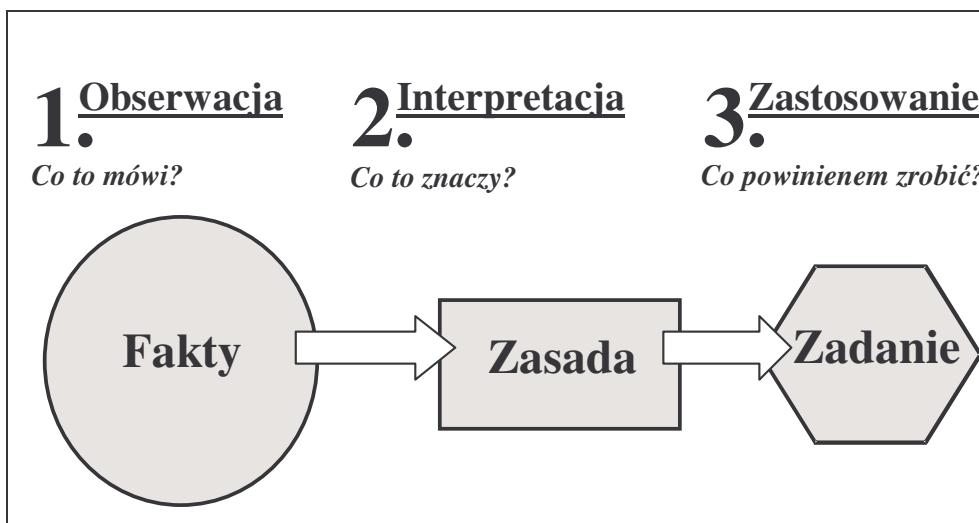 1. Obserwacja
Co to mówi?
2. Interpretacja
Co to znaczy?
3. Zastosowanie
Co powinienem zrobić?
Fakty
Zasada
Zadanie